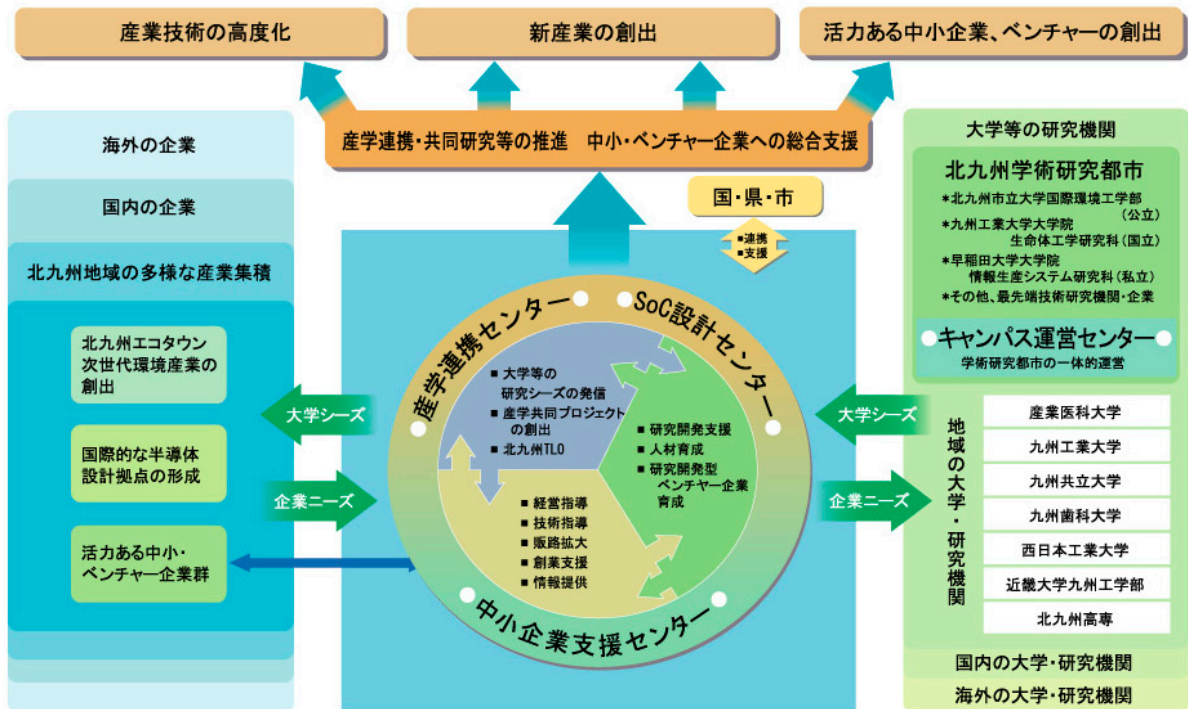 産業技術の高度化
新産業の創出
活力ある中小企業、ベンチャーの創出
産学連携・共同研究等の推進　中小・ベンチャー企業への総合支援
国・県・市
■連携
■支援
海外の企業
国内の企業
北九州地域の多様な産業集積
北九州エコタウン
次世代環境産業の
創出
国際的な半導体
設計拠点の形成
活力ある中小・
ベンチャー企業群
大学シーズ
企業ニーズ
産学連携センター
SoC設計センター
中小企業支援センター
■ 大学等の
研究シーズの発信
■ 産学共同プロジェクト
の創出
■ 北九州TLO
■ 研究開発支援
■ 人材育成
■ 研究開発型
ベンチャー企業
育成
■ 経営指導
■ 技術指導
■ 販路拡大
■ 創業支援
■ 情報提供
大学シーズ
企業ニーズ
大学等の研究機関
北九州学術研究都市
*北九州市立大学国際環境工学部
(公立)
*九州工業大学大学院
生命体工学研究科(国立)
*早稲田大学大学院
情報生産システム研究科(私立)
*その他、最先端技術研究機関・企業
キャンパス運営センター
学術研究都市の一体的運営
地域の大学・研究機関
産業医科大学
九州工業大学
九州共立大学
九州歯科大学
西日本工業大学
近畿大学九州工学部
北九州高専
国内の大学・研究機関
海外の大学・研究機関